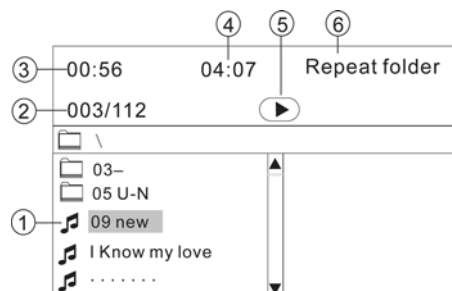 ④ ⑤ ⑥
③ 00:56 04:07 Repeat folder
② 003/112
\
03–
05 U-N
① 09 new
I Know my love
. . . . . . .